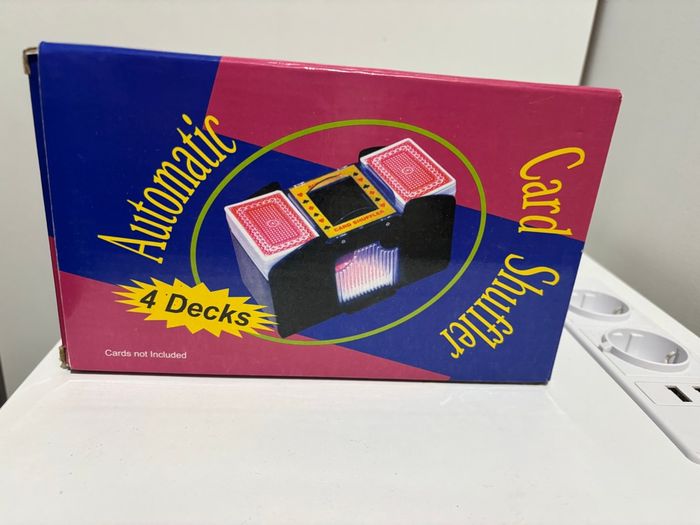 Automatic
Card Shuffler
4 Decks
CARD SHUFFLER
Cards not Included